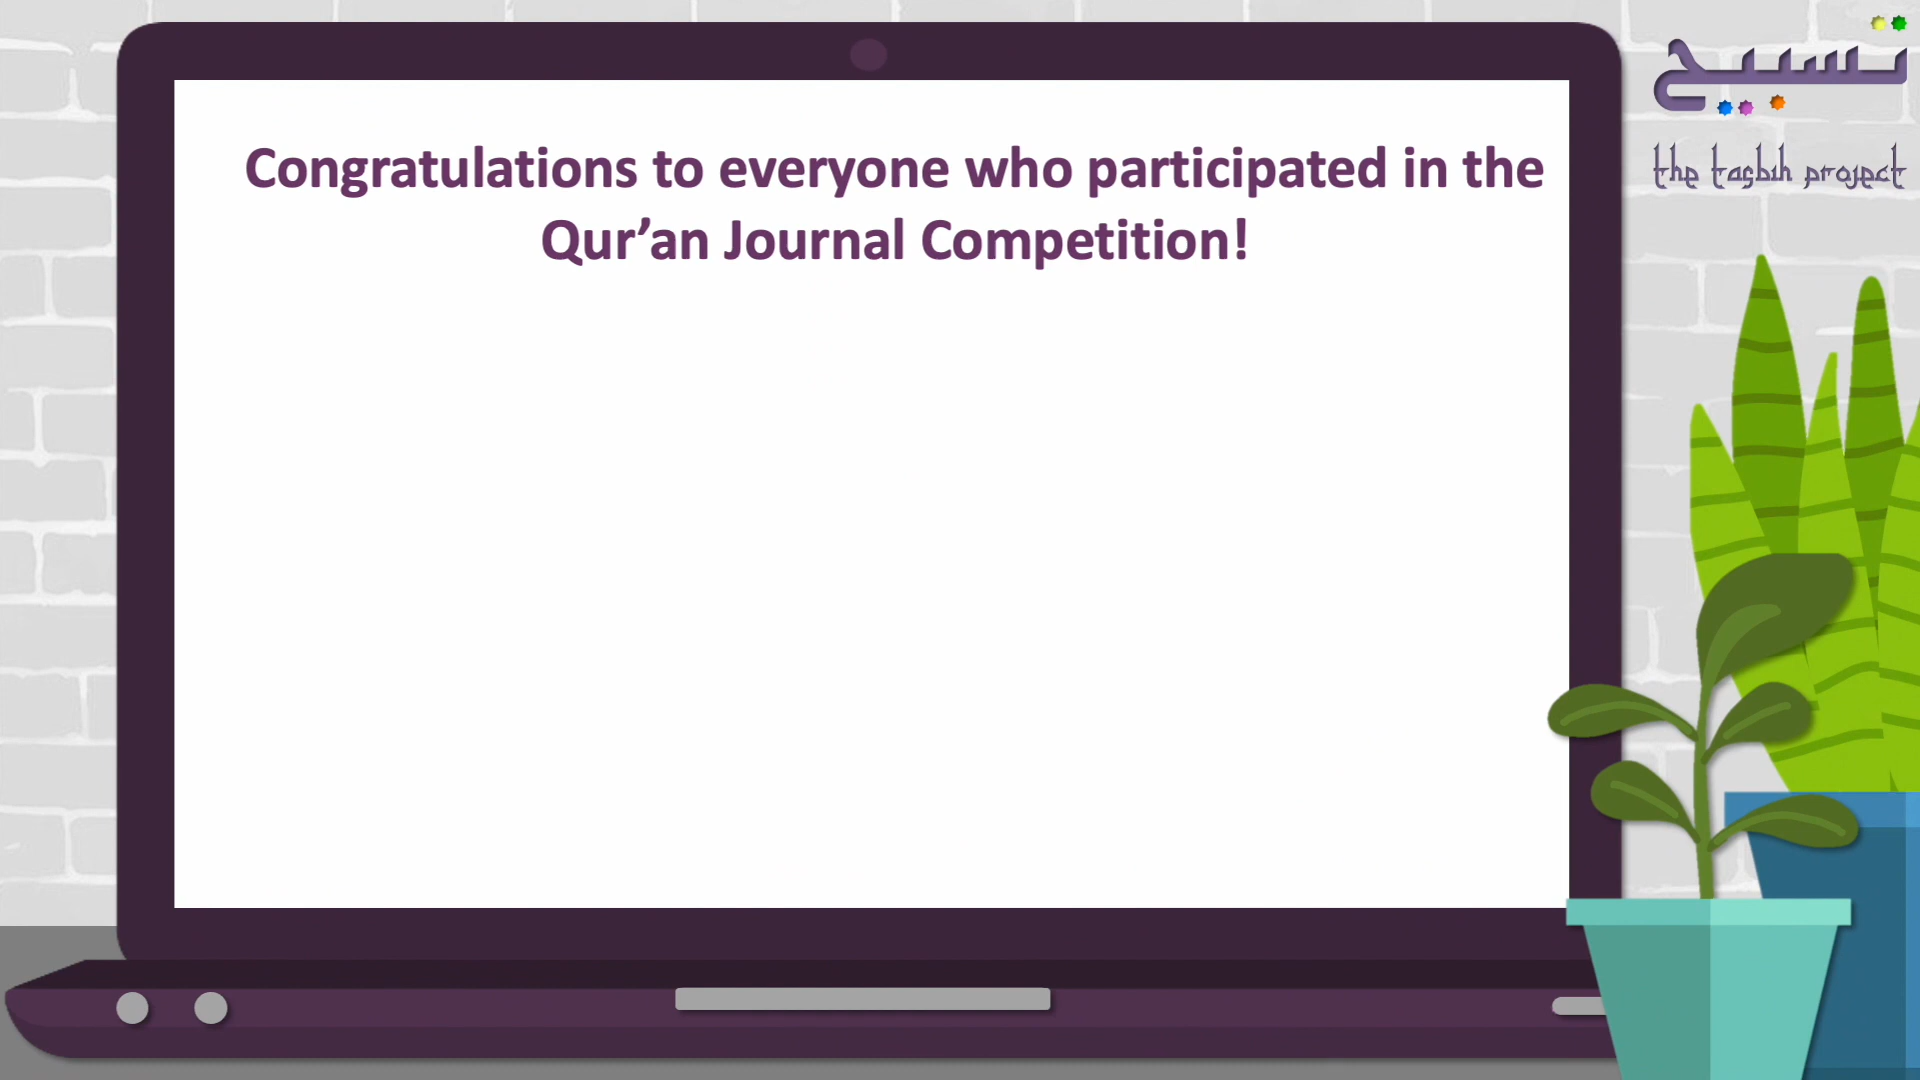 Congratulations to everyone who participated in the
Qur’an Journal Competition!
تسبيح
the tasbih project